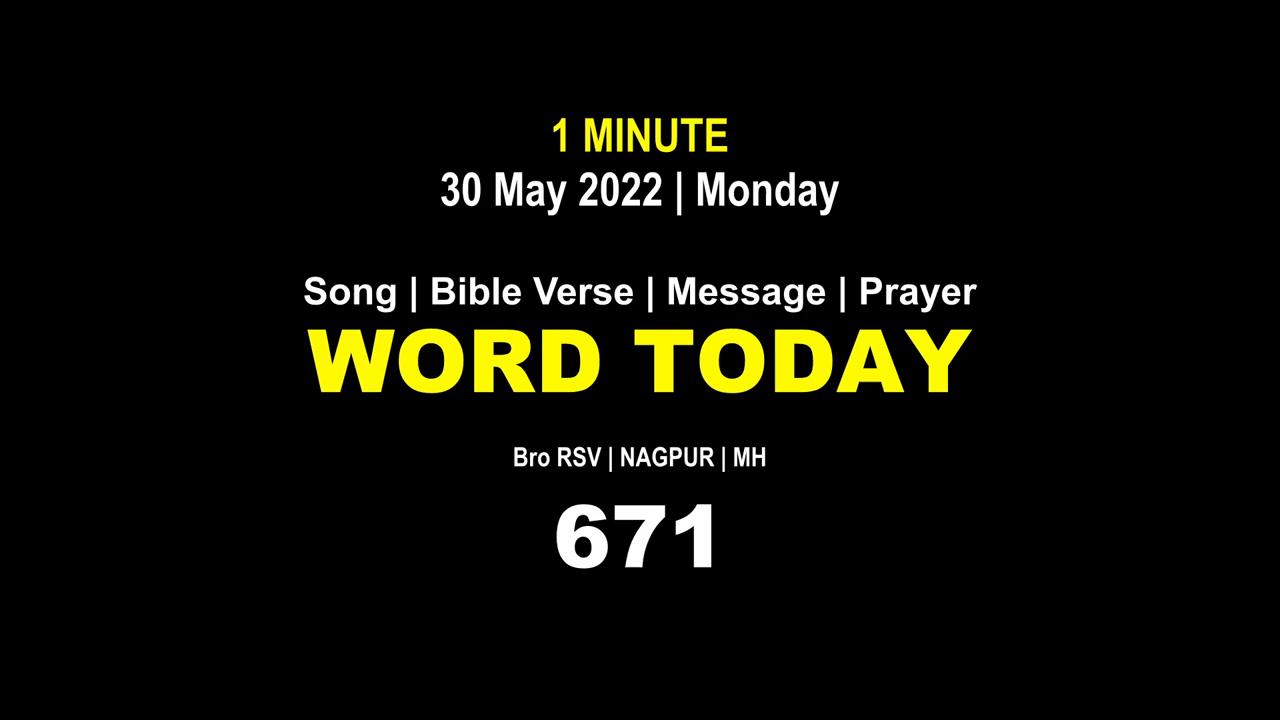 1 MINUTE
30 May 2022 | Monday
Song | Bible Verse | Message | Prayer
WORD TODAY
Bro RSV | NAGPUR | MH
671